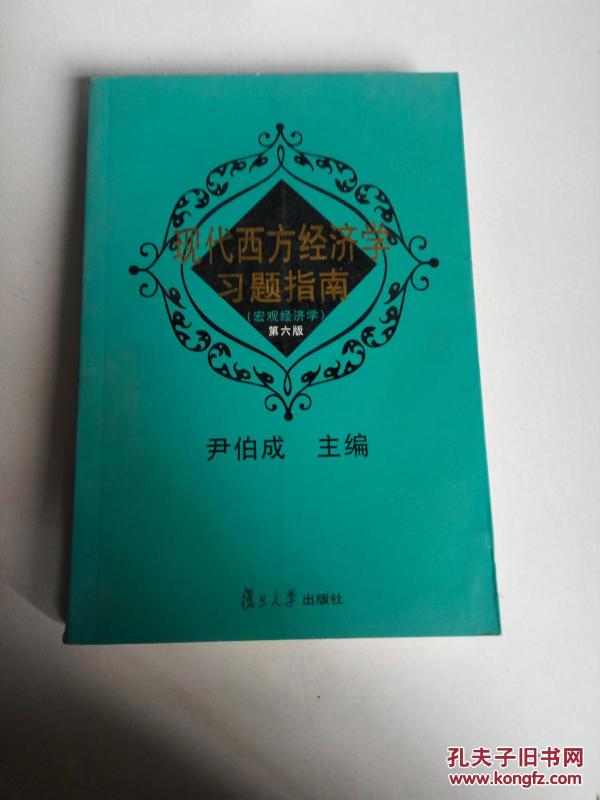 现代西方经济学
习题指南
(宏观经济学)
第六版
尹伯成 主编
復旦大学出版社
孔夫子旧书网
www.kongfz.com